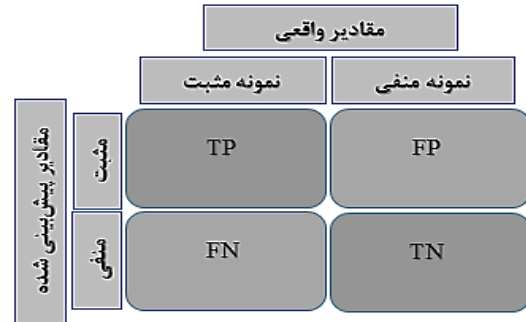 مقادیر واقعی
نمونه مثبت
نمونه منفی
مقادیر پیش‌بینی شده
مثبت
TP
FP
منفی
FN
TN